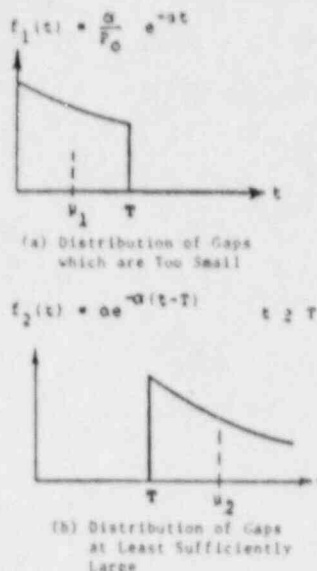 f₁(t) = α/P₀ e^-αt
t
μ₁ T
(a) Distribution of Gaps
which are Too Small
f₂(t) = αe^-α(t-T) t ≥ T
T μ₂
(b) Distribution of Gaps
at Least Sufficiently
Large